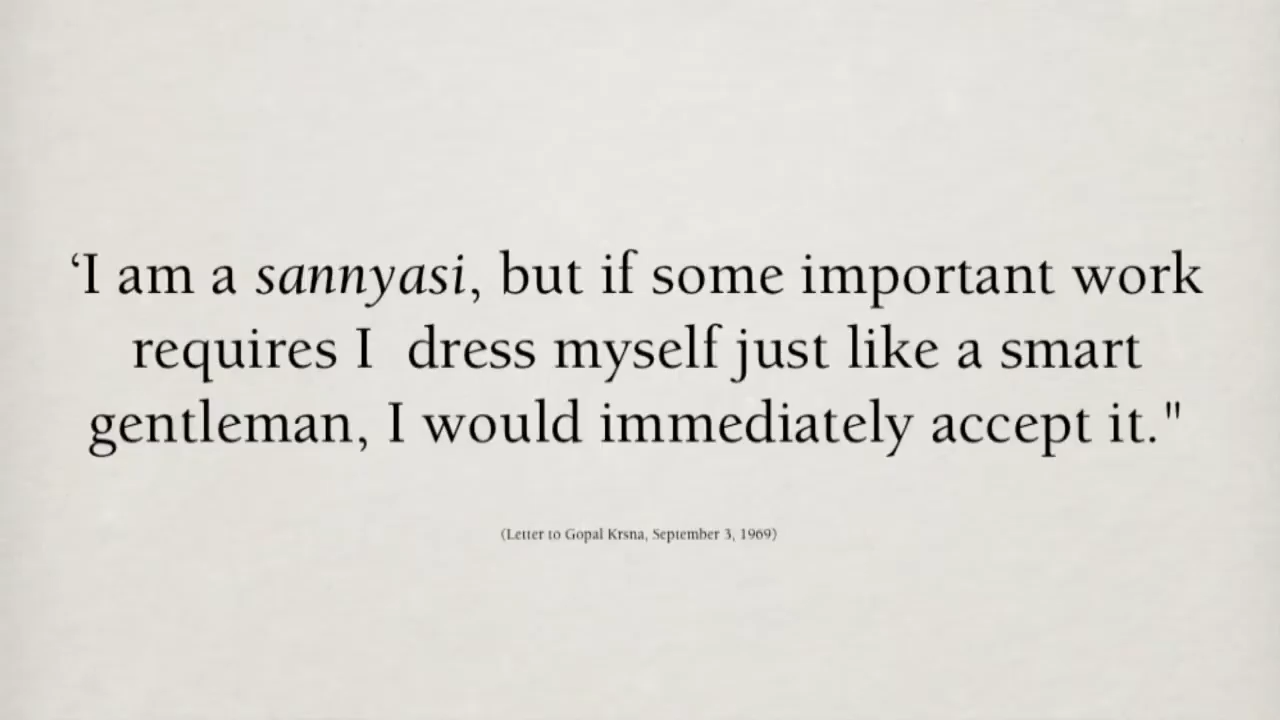 ‘I am a sannyasi, but if some important work
requires I  dress myself just like a smart
gentleman, I would immediately accept it."
(Letter to Gopal Krsna, September 3, 1969)